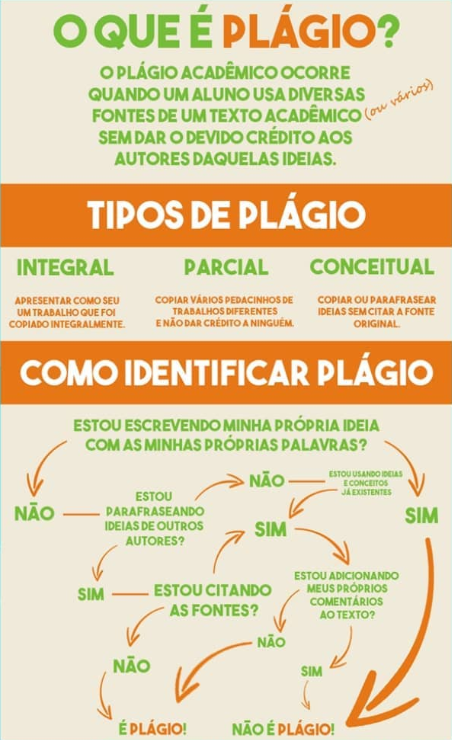 O QUE É PLÁGIO?
O PLÁGIO ACADÊMICO OCORRE
QUANDO UM ALUNO USA DIVERSAS
FONTES DE UM TEXTO ACADÊMICO (ou vários)
SEM DAR O DEVIDO CRÉDITO AOS
AUTORES DAQUELAS IDEIAS.
TIPOS DE PLÁGIO
INTEGRAL
APRESENTAR COMO SEU
UM TRABALHO QUE FOI
COPIADO INTEGRALMENTE.
PARCIAL
COPIAR VÁRIOS PEDACINHOS DE
TRABALHOS DIFERENTES
E NÃO DAR CRÉDITO A NINGUÉM.
CONCEITUAL
COPIAR OU PARAFRASEAR
IDEIAS SEM CITAR A FONTE
ORIGINAL.
COMO IDENTIFICAR PLÁGIO
ESTOU ESCREVENDO MINHA PRÓPRIA IDEIA
COM AS MINHAS PRÓPRIAS PALAVRAS?
NÃO
ESTOU
PARAFRASEANDO
IDEIAS DE OUTROS
AUTORES?
NÃO
ESTOU USANDO IDEIAS
E CONCEITOS
JÁ EXISTENTES
SIM
SIM
SIM
ESTOU CITANDO
AS FONTES?
ESTOU ADICIONANDO
MEUS PRÓPRIOS
COMENTÁRIOS
AO TEXTO?
NÃO
NÃO
SIM
É PLÁGIO!
NÃO É PLÁGIO!